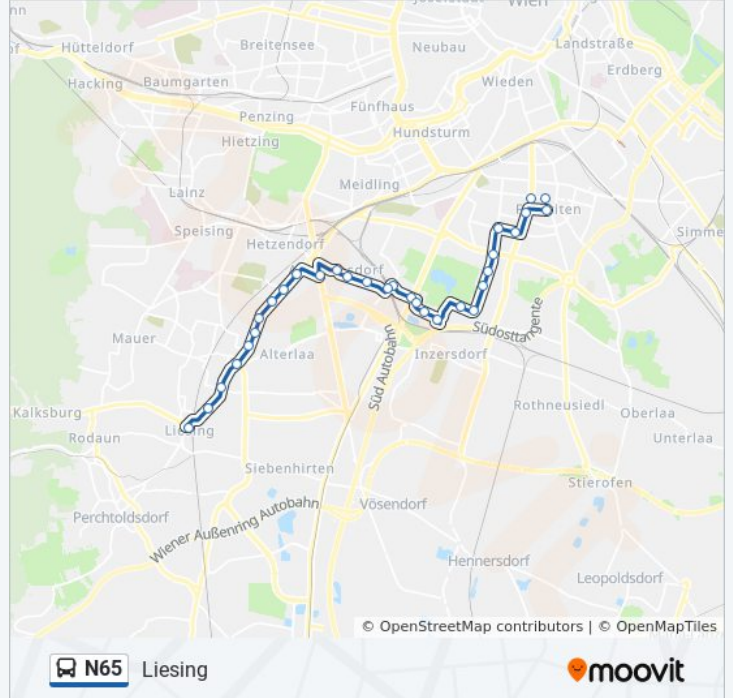 Wien
nn
Hütteldorf
Breitensee
Neubau
Landstraße
of
Hacking
Baumgarten
Wieden
Erdberg
Penzing
Fünfhaus
Hundsturm
Hietzing
Meidling
Lainz
Speising
Hetzendorf
Simme
Südosttangente
Mauer
Alterlaa
Inzersdorf
Süd Autobahn
Kalksburg
Rothneusiedl
Oberlaa
Rodaun
Liesing
Unterlaa
Siebenhirten
Stierofen
Perchtoldsdorf
Wiener Außenring Autobahn
Vösendorf
Hennersdorf
Leopoldsdorf
© OpenStreetMap contributors | © OpenMapTiles
N65 Liesing
moovit